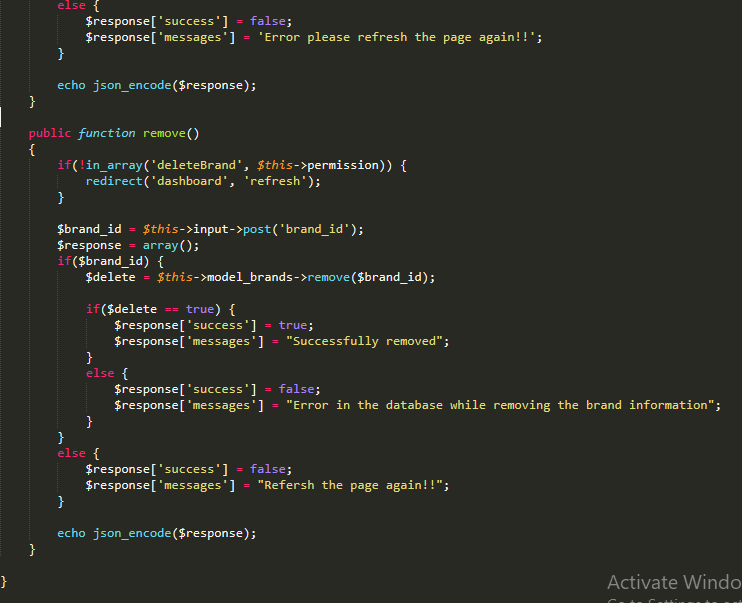 else {
$response['success'] = false;
$response['messages'] = 'Error please refresh the page again!!';
}
echo json_encode($response);
}
public function remove()
{
if(!in_array('deleteBrand', $this->permission)) {
redirect('dashboard', 'refresh');
}
$brand_id = $this->input->post('brand_id');
$response = array();
if($brand_id) {
$delete = $this->model_brands->remove($brand_id);
if($delete == true) {
$response['success'] = true;
$response['messages'] = "Successfully removed";
}
else {
$response['success'] = false;
$response['messages'] = "Error in the database while removing the brand information";
}
}
else {
$response['success'] = false;
$response['messages'] = "Refersh the page again!!";
}
echo json_encode($response);
}
}
Activate Windo